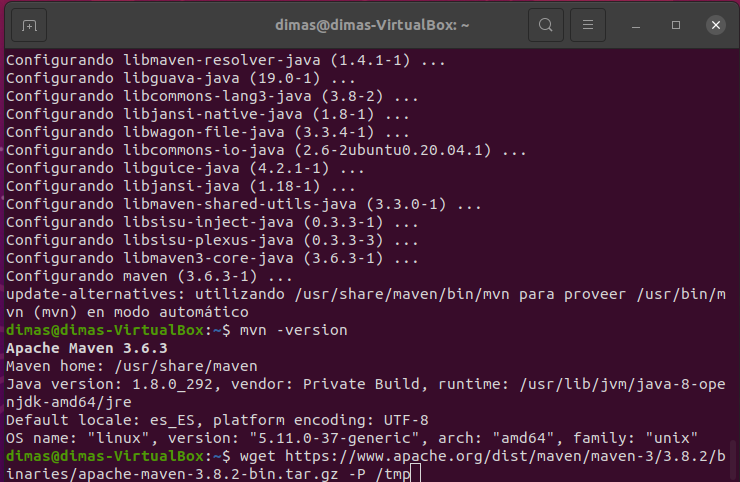 dimas@dimas-VirtualBox: ~
Configurando libmaven-resolver-java (1.4.1-1) ...
Configurando libguava-java (19.0-1) ...
Configurando libcommons-lang3-java (3.8-2) ...
Configurando libjansi-native-java (1.8-1) ...
Configurando libwagon-file-java (3.3.4-1) ...
Configurando libcommons-io-java (2.6-2ubuntu0.20.04.1) ...
Configurando libguice-java (4.2.1-1) ...
Configurando libjansi-java (1.18-1) ...
Configurando libmaven-shared-utils-java (3.3.0-1) ...
Configurando libsisu-inject-java (0.3.3-1) ...
Configurando libsisu-plexus-java (0.3.3-3) ...
Configurando libmaven3-core-java (3.6.3-1) ...
Configurando maven (3.6.3-1) ...
update-alternatives: utilizando /usr/share/maven/bin/mvn para proveer /usr/bin/m
vn (mvn) en modo automático
dimas@dimas-VirtualBox:~$ mvn -version
Apache Maven 3.6.3
Maven home: /usr/share/maven
Java version: 1.8.0_292, vendor: Private Build, runtime: /usr/lib/jvm/java-8-ope
njdk-amd64/jre
Default locale: es_ES, platform encoding: UTF-8
OS name: "linux", version: "5.11.0-37-generic", arch: "amd64", family: "unix"
dimas@dimas-VirtualBox:~$ wget https://www.apache.org/dist/maven/maven-3/3.8.2/b
inaries/apache-maven-3.8.2-bin.tar.gz -P /tmp